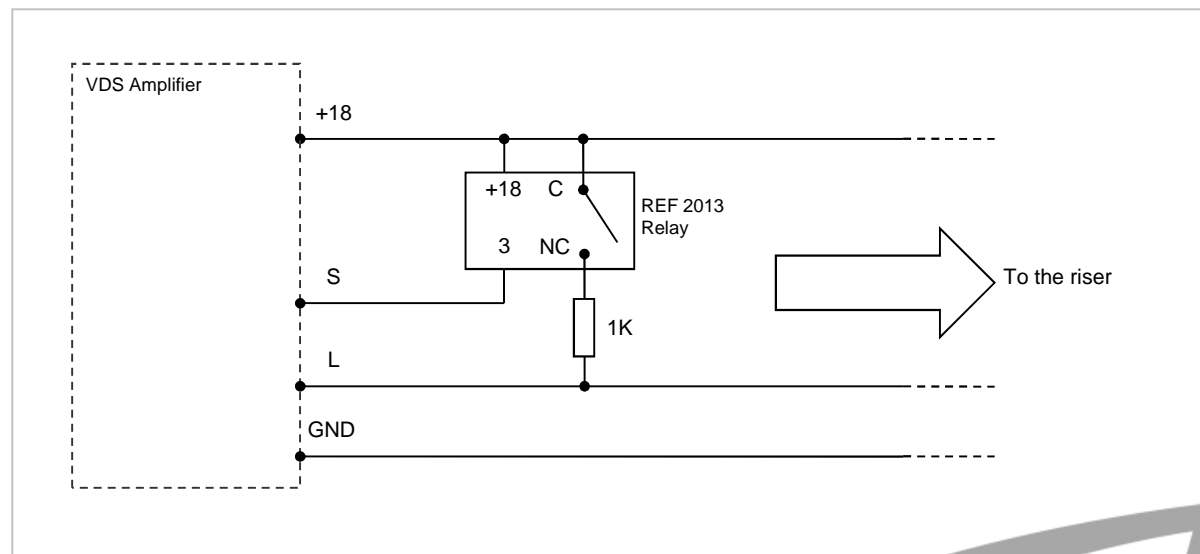 VDS Amplifier
+18
+18 C
REF 2013
Relay
3 NC
S
To the riser
1K
L
GND